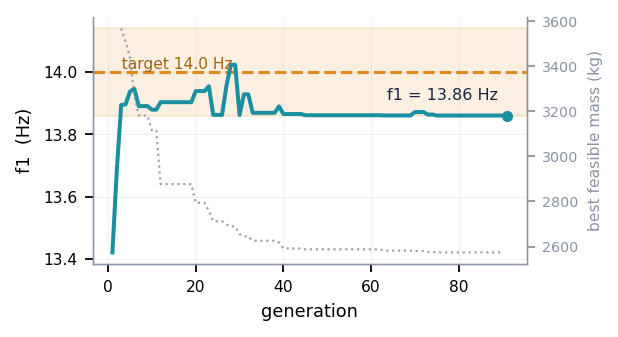 target 14.0 Hz
f1 = 13.86 Hz
f1 (Hz)
14.0
13.8
13.6
13.4
0 20 40 60 80
generation
3600
3400
3200
3000
2800
2600
best feasible mass (kg)